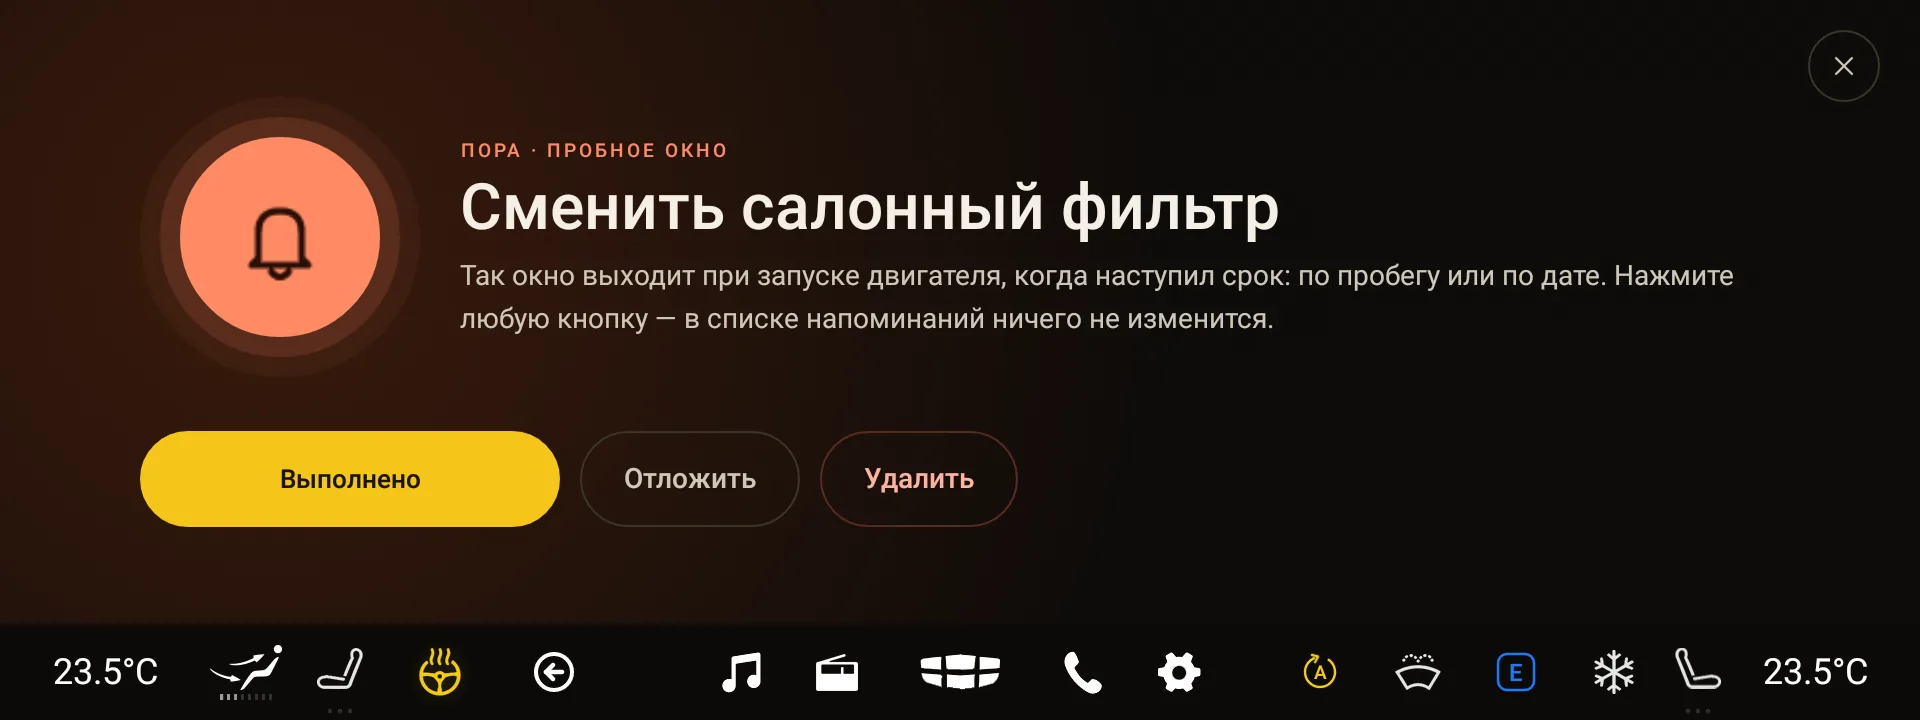 ПОРА · ПРОБНОЕ ОКНО
Сменить салонный фильтр
Так окно выходит при запуске двигателя, когда наступил срок: по пробегу или по дате. Нажмите
любую кнопку — в списке напоминаний ничего не изменится.
Выполнено
Отложить
Удалить
23.5°C
A
E
23.5°C